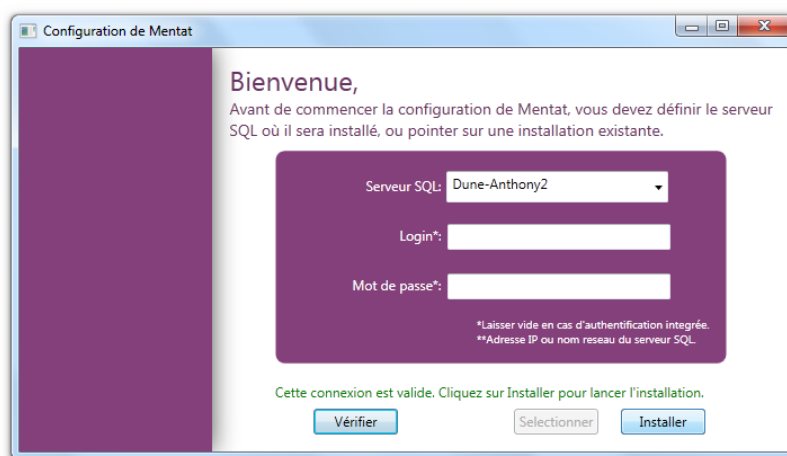 Configuration de Mentat
Bienvenue,
Avant de commencer la configuration de Mentat, vous devez définir le serveur
SQL où il sera installé, ou pointer sur une installation existante.
Serveur SQL: Dune-Anthony2
Login*:
Mot de passe*:
*Laisser vide en cas d'authentification integrée.
**Adresse IP ou nom reseau du serveur SQL.
Cette connexion est valide. Cliquez sur Installer pour lancer l'installation.
Vérifier Selectionner Installer